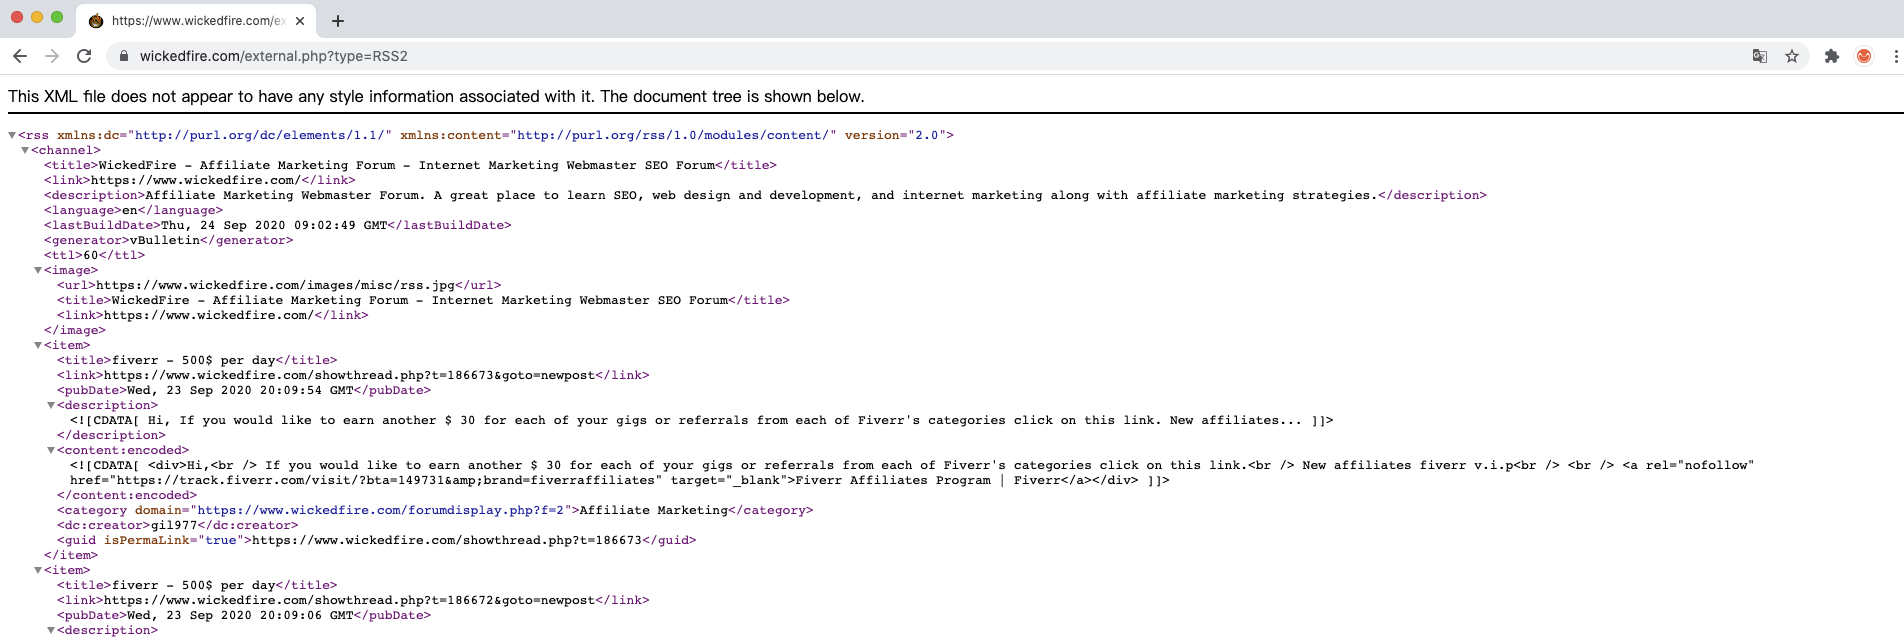 https://www.wickedfire.com/ex
wickedfire.com/external.php?type=RSS2
This XML file does not appear to have any style information associated with it. The document tree is shown below.
<rss xmlns:dc="http://purl.org/dc/elements/1.1/" xmlns:content="http://purl.org/rss/1.0/modules/content/" version="2.0">
<channel>
<title>WickedFire - Affiliate Marketing Forum - Internet Marketing Webmaster SEO Forum</title>
<link>https://www.wickedfire.com/</link>
<description>Affiliate Marketing Webmaster Forum. A great place to learn SEO, web design and development, and internet marketing along with affiliate marketing strategies.</description>
<language>en</language>
<lastBuildDate>Thu, 24 Sep 2020 09:02:49 GMT</lastBuildDate>
<generator>vBulletin</generator>
<ttl>60</ttl>
<image>
<url>https://www.wickedfire.com/images/misc/rss.jpg</url>
<title>WickedFire - Affiliate Marketing Forum - Internet Marketing Webmaster SEO Forum</title>
<link>https://www.wickedfire.com/</link>
</image>
<item>
<title>fiverr - 500$ per day</title>
<link>https://www.wickedfire.com/showthread.php?t=186673&goto=newpost</link>
<pubDate>Wed, 23 Sep 2020 20:09:54 GMT</pubDate>
<description>
<![CDATA[ Hi, If you would like to earn another $ 30 for each of your gigs or referrals from each of Fiverr's categories click on this link. New affiliates... ]]>
</description>
<content:encoded>
<![CDATA[ <div>Hi,<br /> If you would like to earn another $ 30 for each of your gigs or referrals from each of Fiverr's categories click on this link.<br /> New affiliates fiverr v.i.p<br /> <br /> <a rel="nofollow"
href="https://track.fiverr.com/visit/?bta=149731&amp;brand=fiverraffiliates" target="_blank">Fiverr Affiliates Program | Fiverr</a></div> ]]>
</content:encoded>
<category domain="https://www.wickedfire.com/forumdisplay.php?f=2">Affiliate Marketing</category>
<dc:creator>gil977</dc:creator>
<guid isPermaLink="true">https://www.wickedfire.com/showthread.php?t=186673</guid>
</item>
<item>
<title>fiverr - 500$ per day</title>
<link>https://www.wickedfire.com/showthread.php?t=186672&goto=newpost</link>
<pubDate>Wed, 23 Sep 2020 20:09:06 GMT</pubDate>
<description>